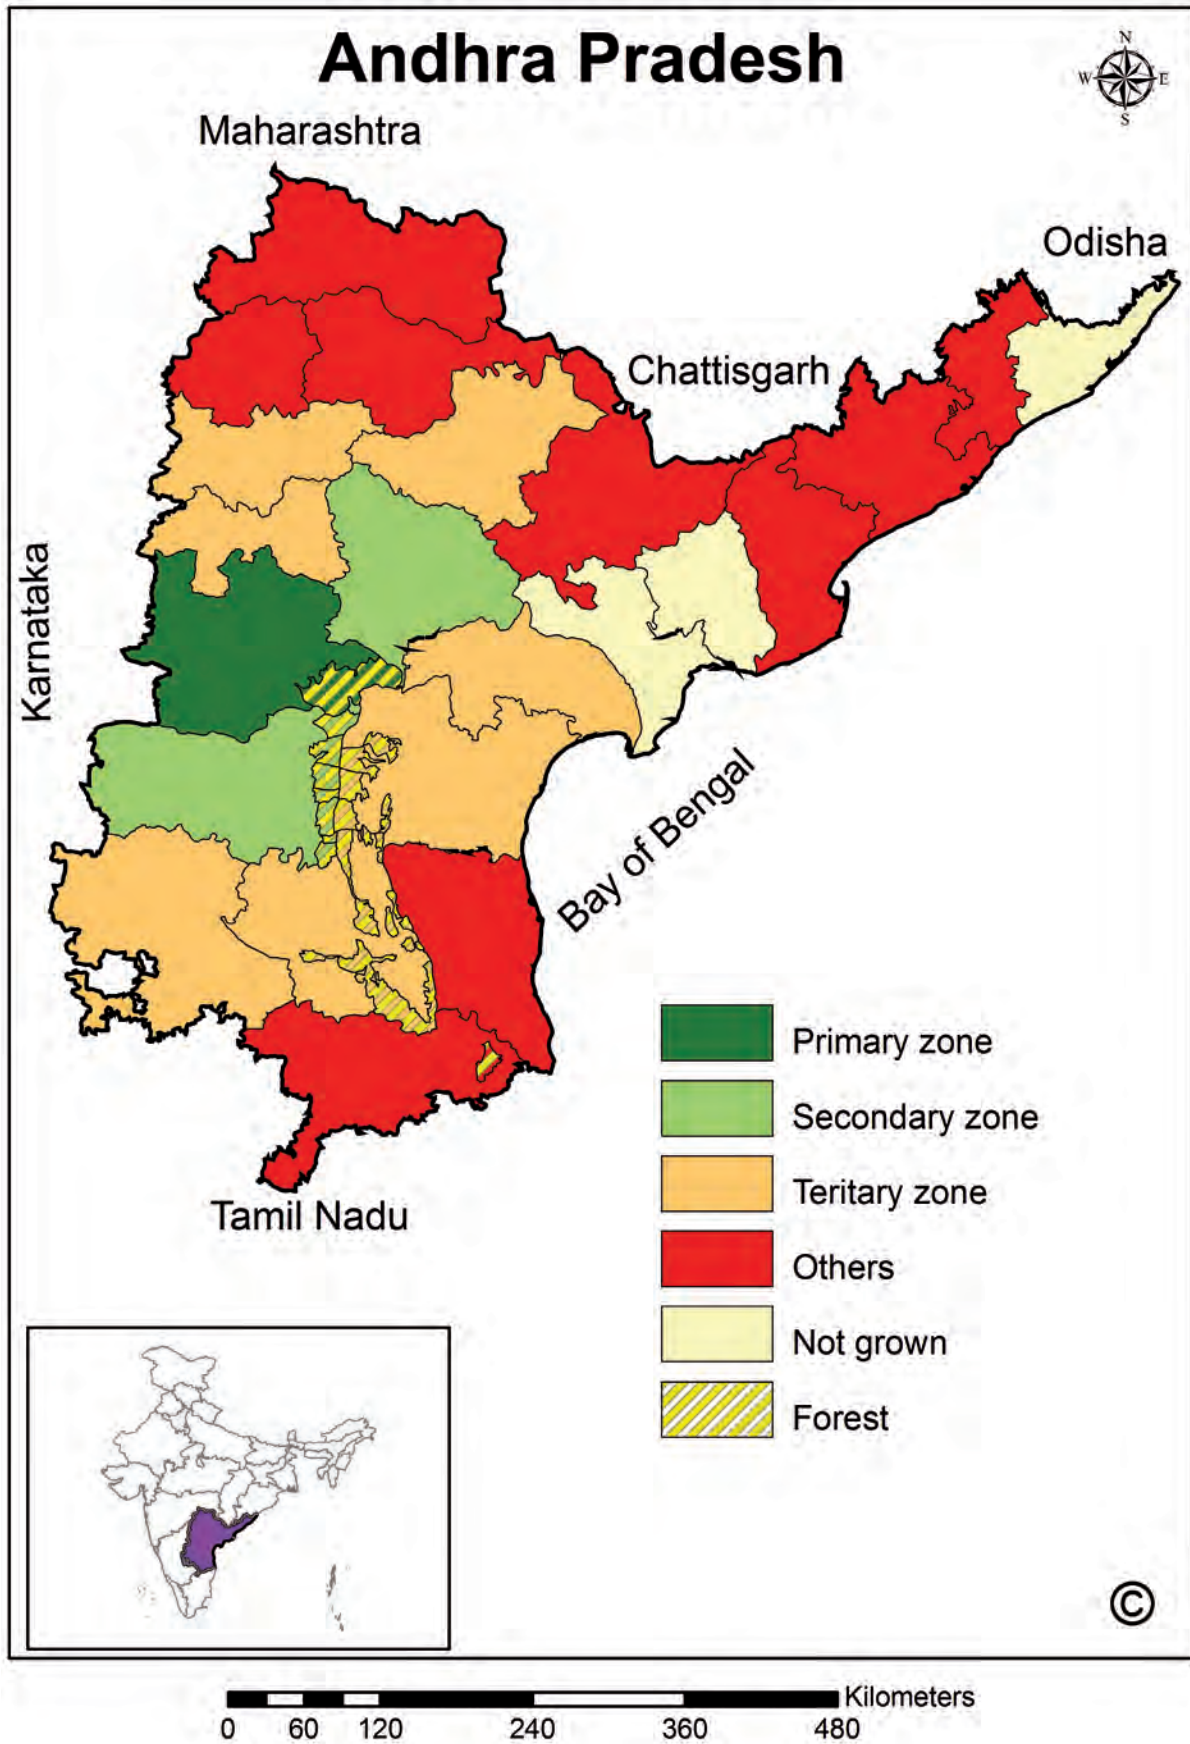 Andhra Pradesh
N
W E
S
Maharashtra
Odisha
Chattisgarh
Karnataka
Bay of Bengal
Primary zone
Secondary zone
Teritary zone
Others
Not grown
Forest
Tamil Nadu
©
Kilometers
0 60 120 240 360 480